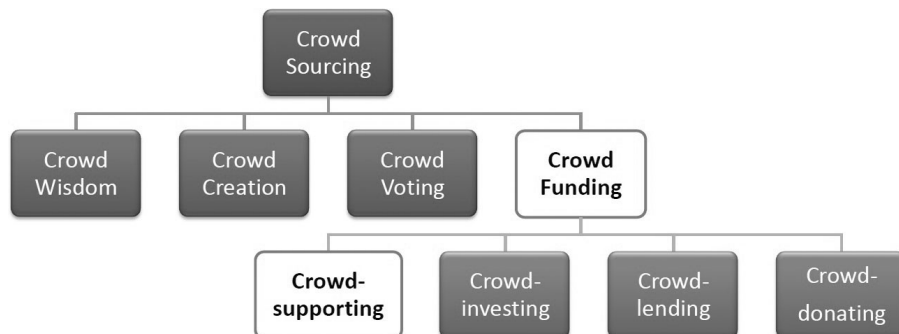 Crowd
Sourcing
Crowd
Wisdom
Crowd
Creation
Crowd
Voting
Crowd
Funding
Crowd-
supporting
Crowd-
investing
Crowd-
lending
Crowd-
donating